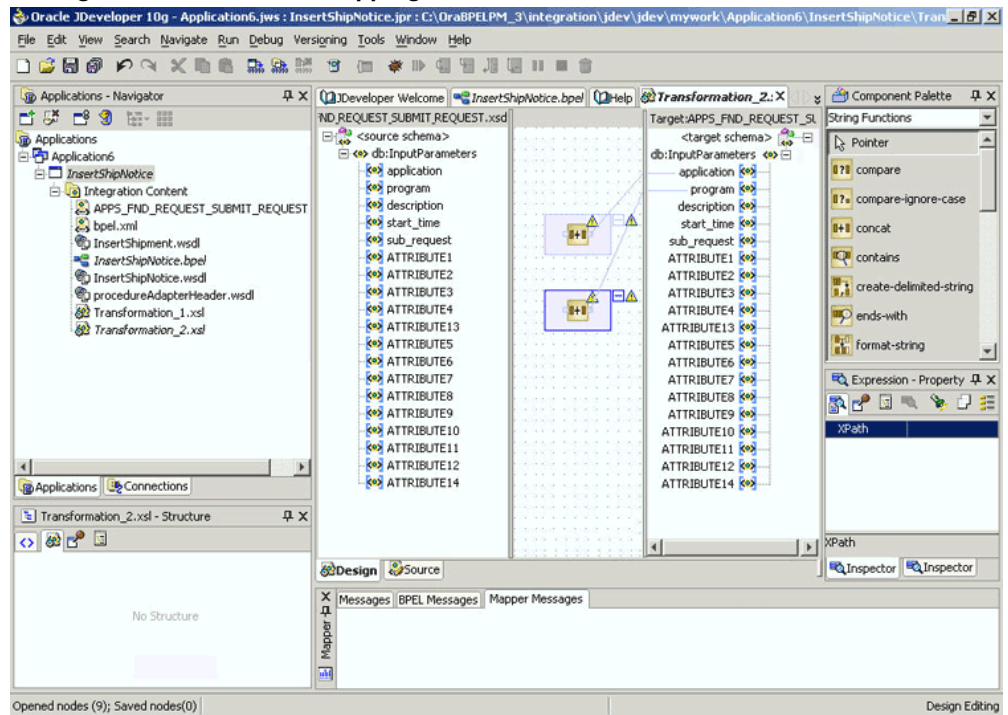 Oracle JDeveloper 10g - Application6.jws : InsertShipNotice.jpr : C:\OraBPELPM_3\integration\jdev\jdev\mywork\Application6\InsertShipNotice\Tran
File Edit View Search Navigate Run Debug Versioning Tools Window Help
Applications - Navigator
Applications
Application6
InsertShipNotice
Integration Content
APPS_FND_REQUEST_SUBMIT_REQUEST
bpel.xml
InsertShipment.wsdl
InsertShipNotice.bpel
InsertShipNotice.wsdl
procedureAdapterHeader.wsdl
Transformation_1.xsl
Transformation_2.xsl
Applications Connections
Transformation_2.xsl - Structure
No Structure
JDeveloper Welcome InsertShipNotice.bpel Help Transformation_2.:
ND_REQUEST_SUBMIT_REQUEST.xsd
<source schema>
db:InputParameters
application
program
description
start_time
sub_request
ATTRIBUTE1
ATTRIBUTE2
ATTRIBUTE3
ATTRIBUTE4
ATTRIBUTE13
ATTRIBUTE5
ATTRIBUTE6
ATTRIBUTE7
ATTRIBUTE8
ATTRIBUTE9
ATTRIBUTE10
ATTRIBUTE11
ATTRIBUTE12
ATTRIBUTE14
Target:APPS_FND_REQUEST_SU
<target schema>
db:InputParameters
application
program
description
start_time
sub_request
ATTRIBUTE1
ATTRIBUTE2
ATTRIBUTE3
ATTRIBUTE4
ATTRIBUTE13
ATTRIBUTE5
ATTRIBUTE6
ATTRIBUTE7
ATTRIBUTE8
ATTRIBUTE9
ATTRIBUTE10
ATTRIBUTE11
ATTRIBUTE12
ATTRIBUTE14
Design Source
Messages BPEL Messages Mapper Messages
Mapper -
Component Palette
String Functions
Pointer
compare
compare-ignore-case
concat
contains
create-delimited-string
ends-with
format-string
Expression - Property
XPath
XPath
Inspector Inspector
Opened nodes (9); Saved nodes(0)
Design Editing